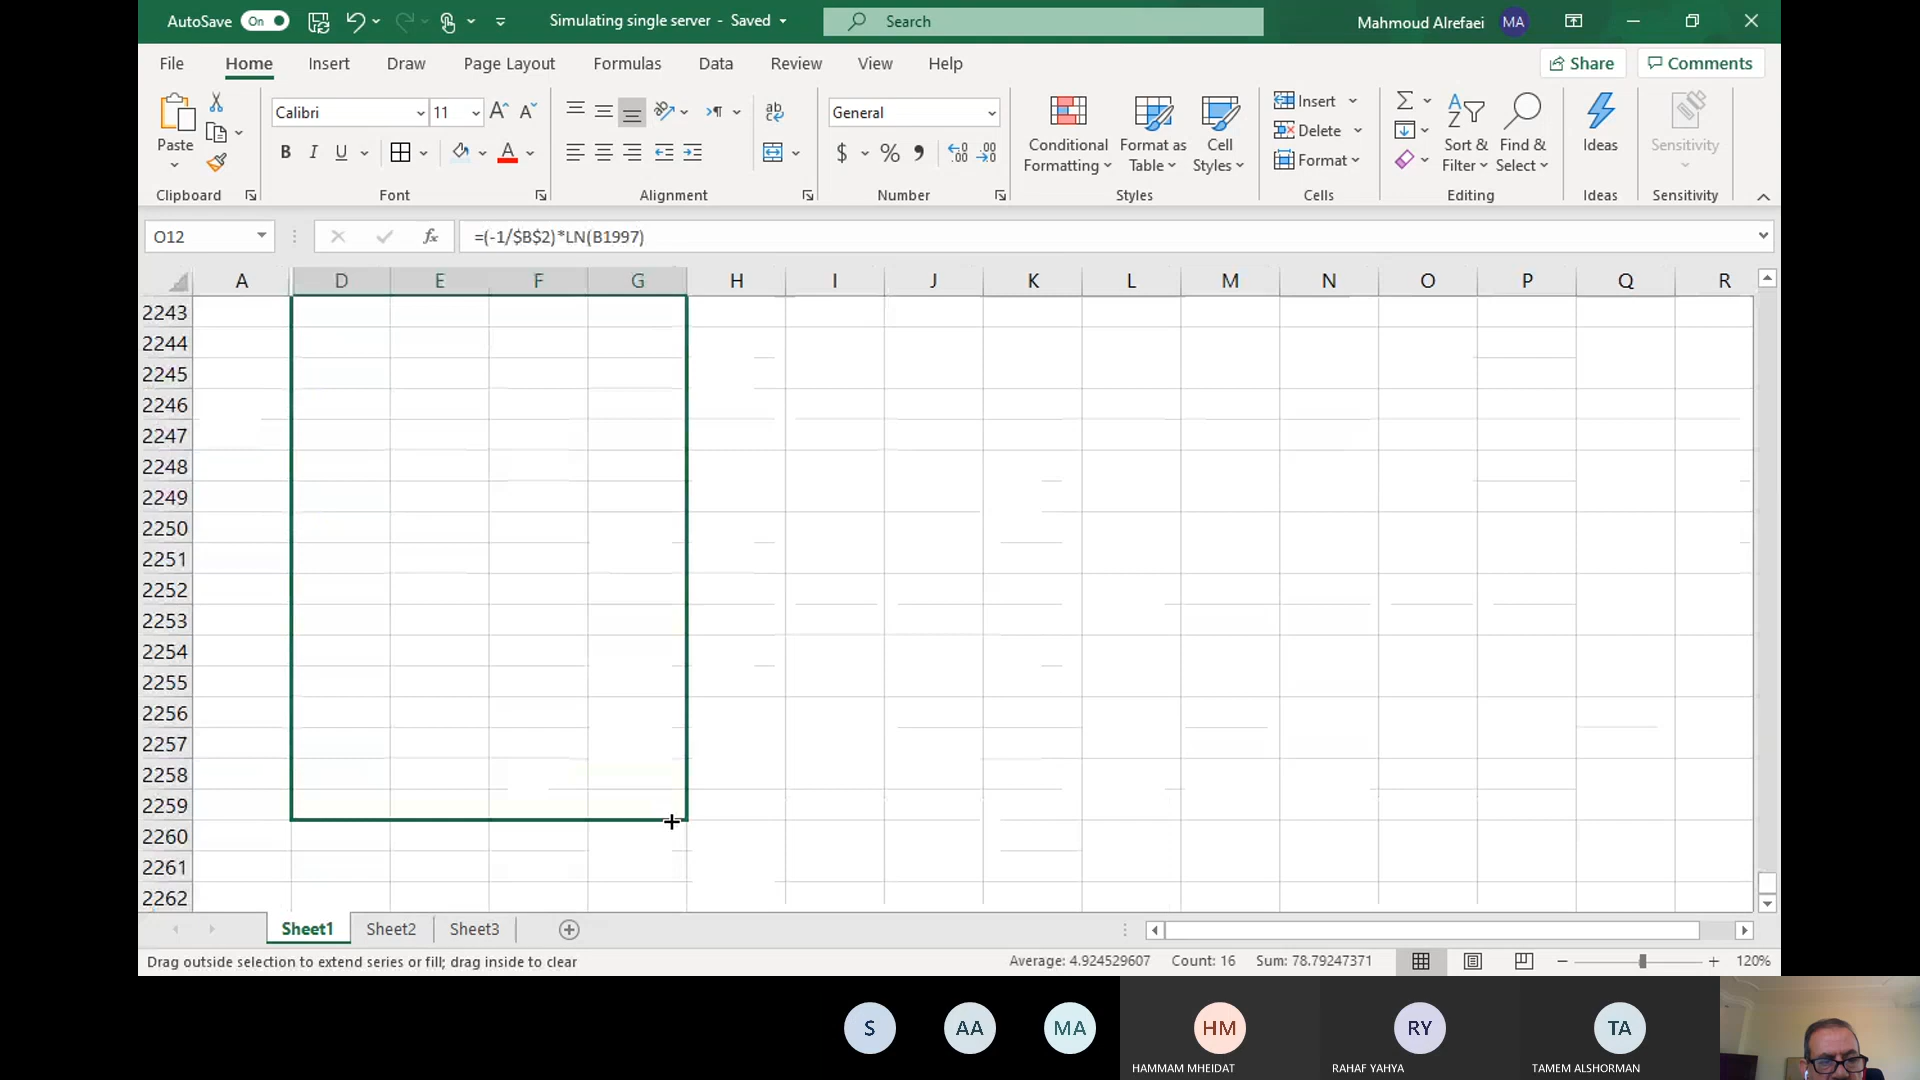 AutoSave On Simulating single server - Saved Search Mahmoud Alrefaei MA
File Home Insert Draw Page Layout Formulas Data Review View Help Share Comments
Paste Calibri 11 General Conditional Formatting Format as Table Cell Styles Insert Delete Format Sort & Filter Find & Select Ideas Sensitivity
Clipboard Font Alignment Number Styles Cells Editing Ideas Sensitivity
O12 fx =(-1/$B$2)*LN(B1997)
A D E F G H I J K L M N O P Q R
2243
2244
2245
2246
2247
2248
2249
2250
2251
2252
2253
2254
2255
2256
2257
2258
2259
2260
2261
2262
Sheet1 Sheet2 Sheet3
Drag outside selection to extend series or fill; drag inside to clear Average: 4.924529607 Count: 16 Sum: 78.79247371 120%
S AA MA HM RY TA
HAMMAM MHEIDAT RAHAF YAHYA TAMEM ALSHORMAN